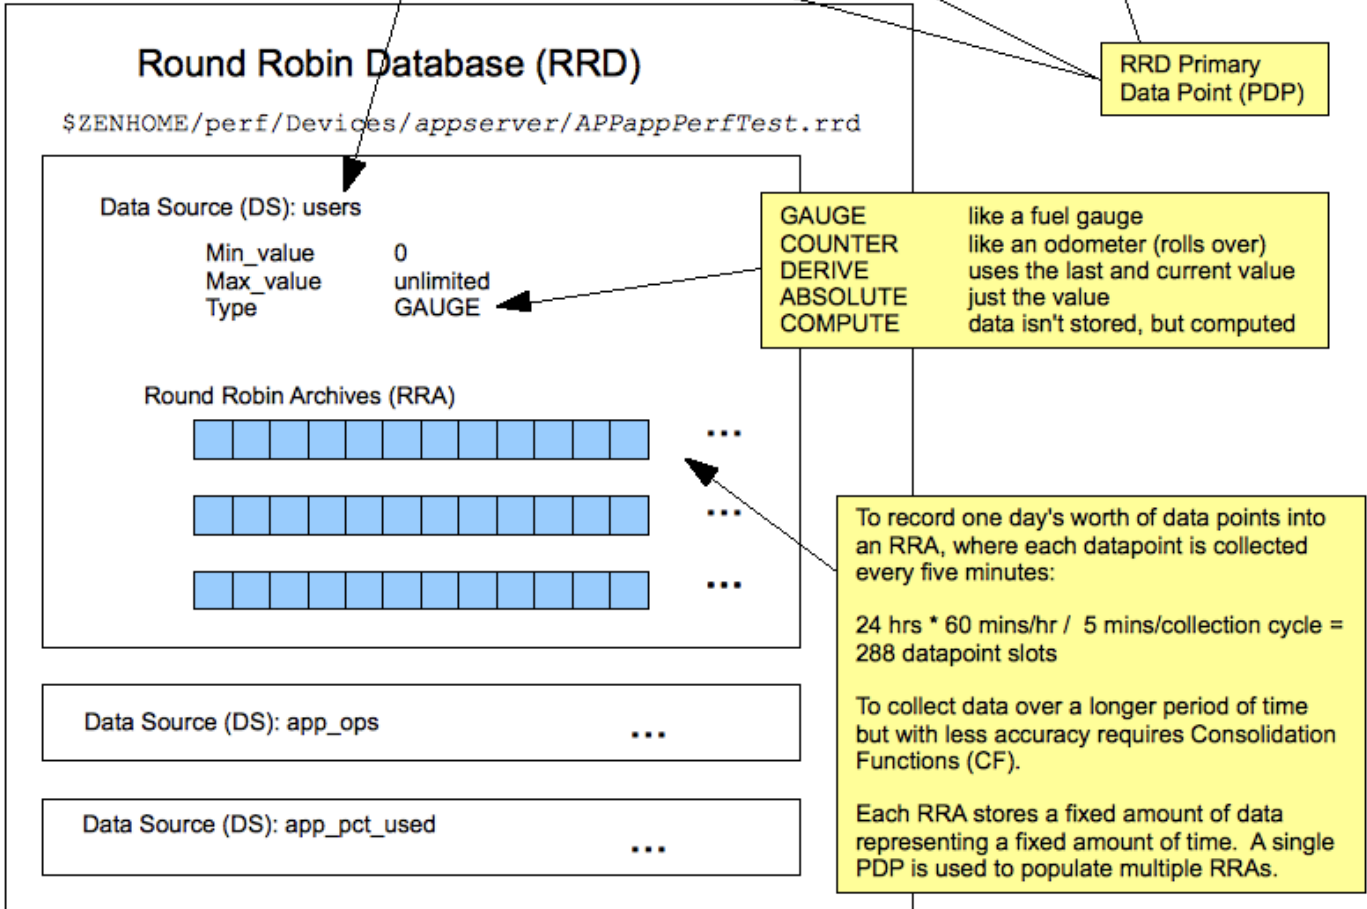 Round Robin Database (RRD)
$ZENHOME/perf/Devices/appserver/APPappPerfTest.rrd
RRD Primary
Data Point (PDP)
Data Source (DS): users
Min_value 0
Max_value unlimited
Type GAUGE
GAUGE like a fuel gauge
COUNTER like an odometer (rolls over)
DERIVE uses the last and current value
ABSOLUTE just the value
COMPUTE data isn't stored, but computed
Round Robin Archives (RRA)
...
...
...
To record one day's worth of data points into
an RRA, where each datapoint is collected
every five minutes:
24 hrs * 60 mins/hr / 5 mins/collection cycle =
288 datapoint slots
To collect data over a longer period of time
but with less accuracy requires Consolidation
Functions (CF).
Each RRA stores a fixed amount of data
representing a fixed amount of time. A single
PDP is used to populate multiple RRAs.
Data Source (DS): app_ops ...
Data Source (DS): app_pct_used ...